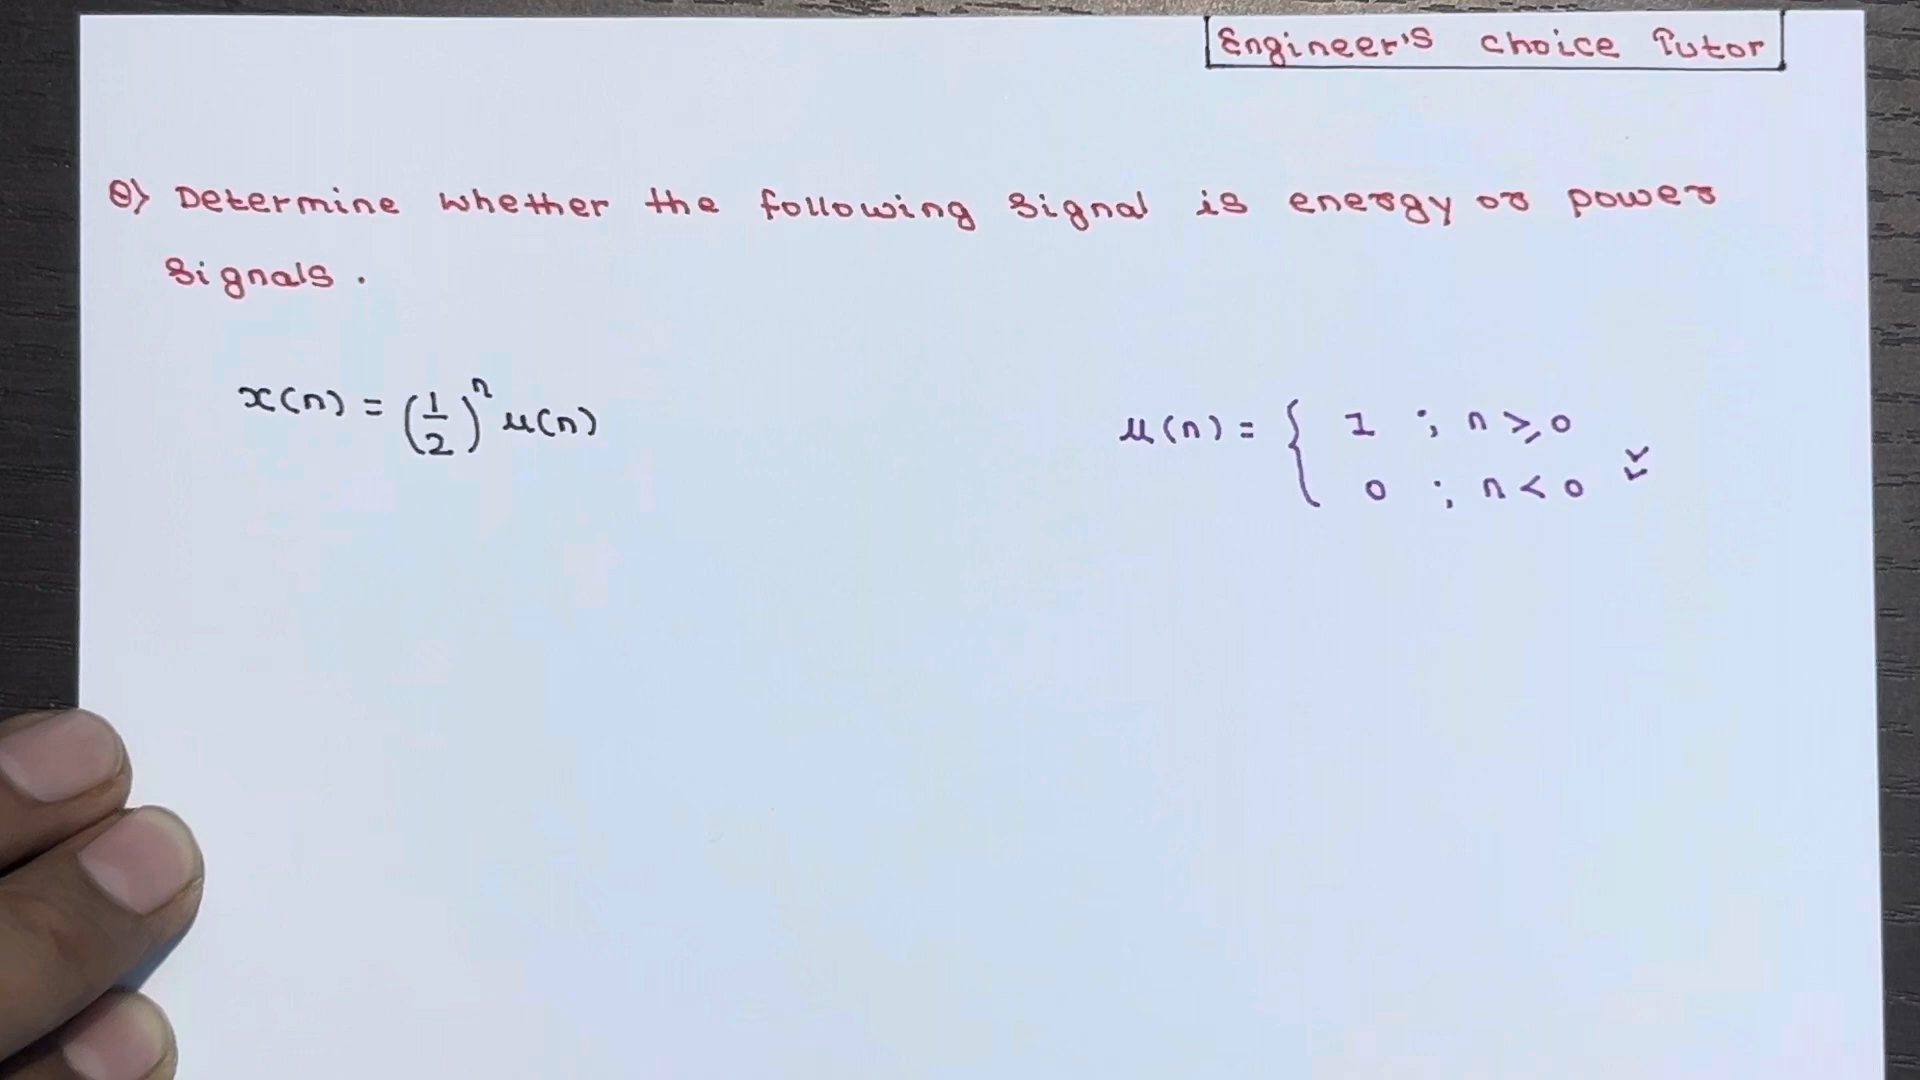 Engineer's choice Tutor
Q) Determine whether the following signal is energy or power
signals.
x(n) = (1/2)^n u(n)
u(n) = { 1 ; n ≥ 0
0 ; n < 0